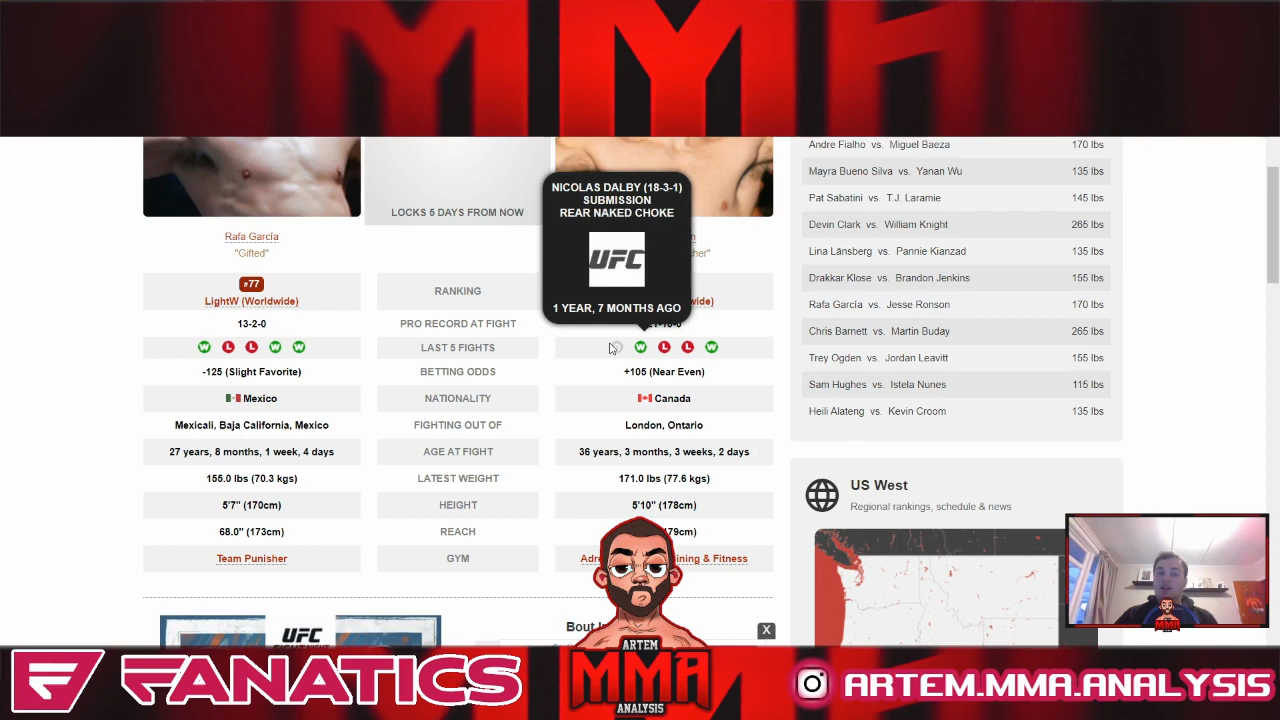 MMA
LOCKS 5 DAYS FROM NOW
NICOLAS DALBY (18-3-1)
SUBMISSION
REAR NAKED CHOKE
UFC
1 YEAR, 7 MONTHS AGO
Rafa García
"Gifted"
#77
LightW (Worldwide)
RANKING
13-2-0
PRO RECORD AT FIGHT
W L L W W
LAST 5 FIGHTS
W L L W
-125 (Slight Favorite)
BETTING ODDS
+105 (Near Even)
Mexico
NATIONALITY
Canada
Mexicali, Baja California, Mexico
FIGHTING OUT OF
London, Ontario
27 years, 8 months, 1 week, 4 days
AGE AT FIGHT
36 years, 3 months, 3 weeks, 2 days
155.0 lbs (70.3 kgs)
LATEST WEIGHT
171.0 lbs (77.6 kgs)
5'7" (170cm)
HEIGHT
5'10" (178cm)
68.0" (173cm)
REACH
Team Punisher
GYM
Training & Fitness
UFC
Bout
X
Andre Fialho vs. Miguel Baeza 170 lbs
Mayra Bueno Silva vs. Yanan Wu 135 lbs
Pat Sabatini vs. T.J. Laramie 145 lbs
Devin Clark vs. William Knight 265 lbs
Lina Länsberg vs. Pannie Kianzad 135 lbs
Drakkar Klose vs. Brandon Jenkins 155 lbs
Rafa García vs. Jesse Ronson 170 lbs
Chris Barnett vs. Martin Buday 265 lbs
Trey Ogden vs. Jordan Leavitt 155 lbs
Sam Hughes vs. Istela Nunes 115 lbs
Heili Alateng vs. Kevin Croom 135 lbs
US West
Regional rankings, schedule & news
MMA
FANATICS
ARTEM
MMA
ANALYSIS
ARTEM.MMA.ANALYSIS